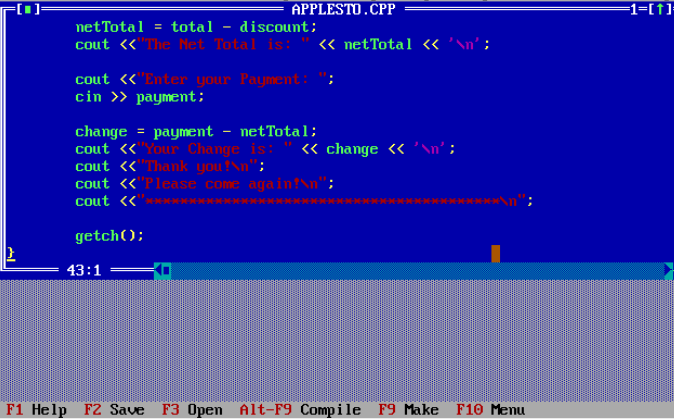 [■] APPLESTO.CPP 1=[↑]
netTotal = total - discount;
cout <<"The Net Total is: " << netTotal << '\n';
cout <<"Enter your Payment: ";
cin >> payment;
change = payment - netTotal;
cout <<"Your Change is: " << change << '\n';
cout <<"Thank you!\n";
cout <<"Please come again!\n";
cout <<"*****************************************\n";
getch();
}
43:1
F1 Help F2 Save F3 Open Alt-F9 Compile F9 Make F10 Menu